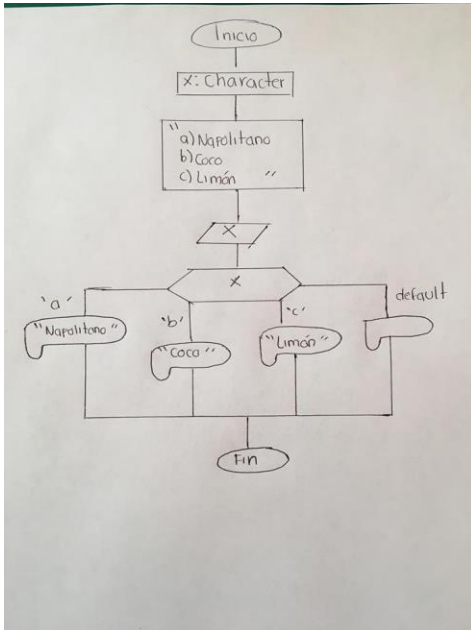 Inicio
x: Character
"a) Napolitano
b) Coco
c) Limón "
X
X
'a'
"Napolitano"
'b'
"Coco"
'c'
"Limón"
default
Fin